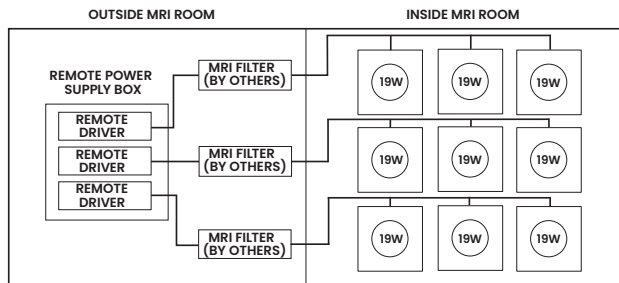 OUTSIDE MRI ROOM
INSIDE MRI ROOM
REMOTE POWER
SUPPLY BOX
REMOTE
DRIVER
REMOTE
DRIVER
REMOTE
DRIVER
MRI FILTER
(BY OTHERS)
MRI FILTER
(BY OTHERS)
MRI FILTER
(BY OTHERS)
19W
19W
19W
19W
19W
19W
19W
19W
19W